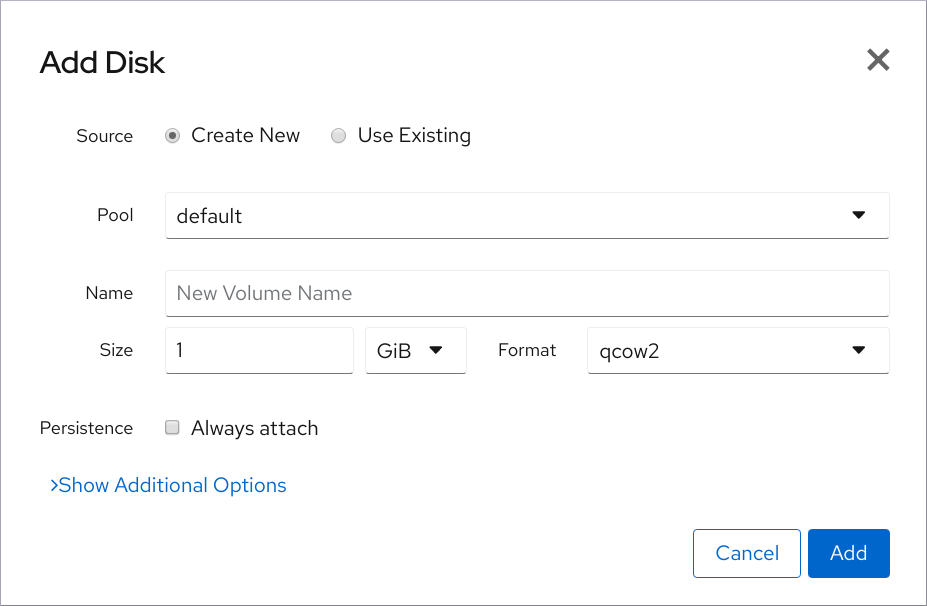 Add Disk
Source Create New Use Existing
Pool default
Name New Volume Name
Size 1 GiB Format qcow2
Persistence Always attach
>Show Additional Options
Cancel Add